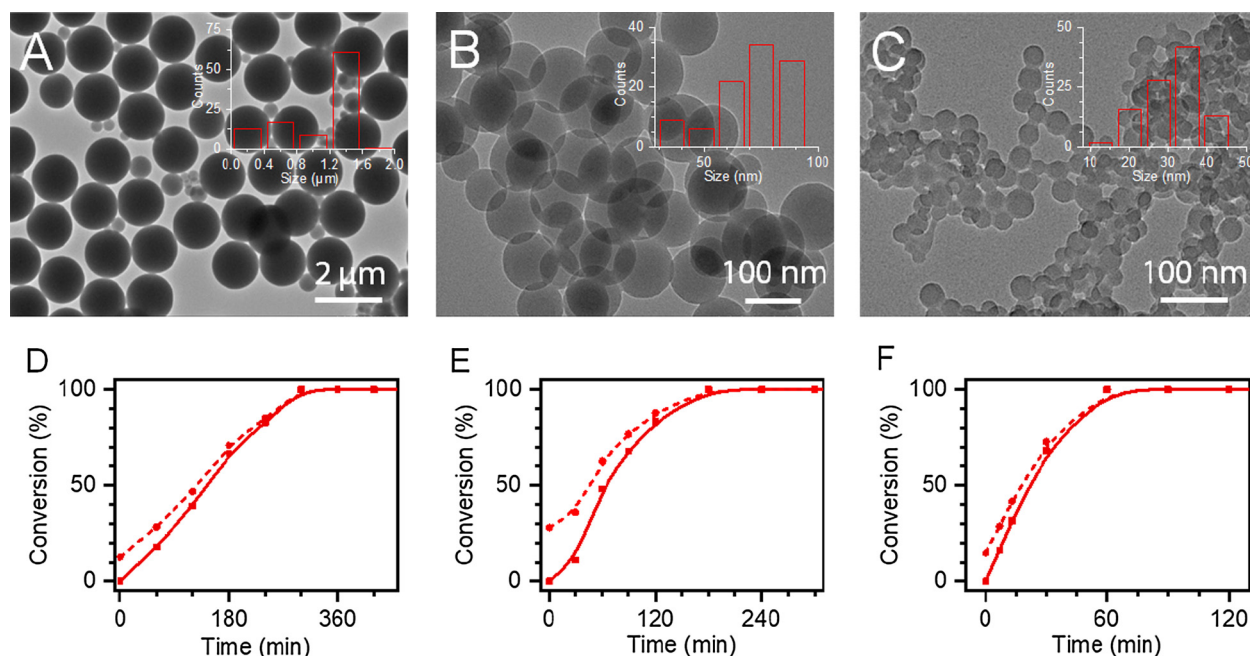 A
75
50
25
0
Counts
0.0 0.4 0.8 1.2 1.6 2.0
Size (µm)
2 µm
B
40
20
0
Counts
50 100
Size (nm)
100 nm
C
50
25
0
Counts
10 20 30 40 50
Size (nm)
100 nm
D
100
50
0
Conversion (%)
0 180 360
Time (min)
E
100
50
0
Conversion (%)
0 120 240
Time (min)
F
100
50
0
Conversion (%)
0 60 120
Time (min)